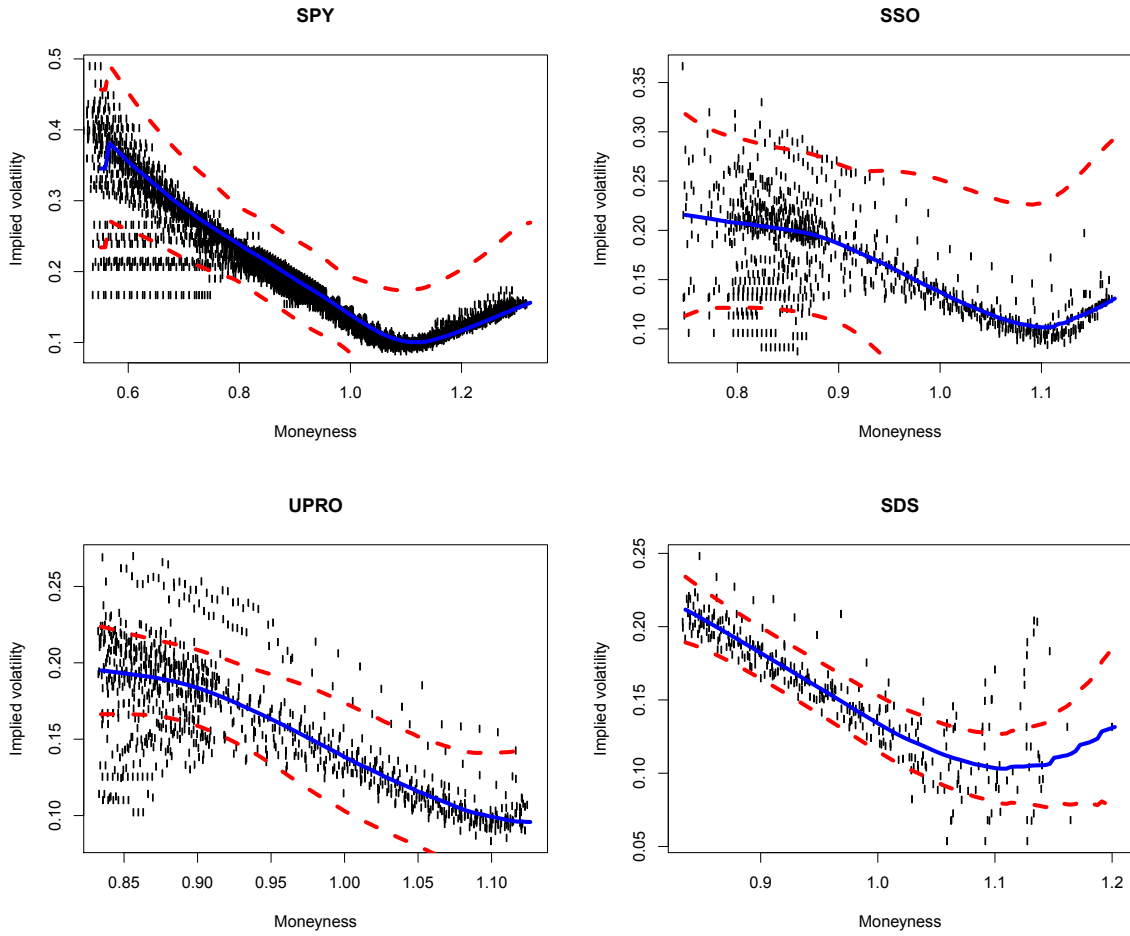 SPY
Implied volatility
0.1 0.2 0.3 0.4 0.5
0.6 0.8 1.0 1.2
Moneyness
SSO
Implied volatility
0.10 0.15 0.20 0.25 0.30 0.35
0.8 0.9 1.0 1.1
Moneyness
UPRO
Implied volatility
0.10 0.15 0.20 0.25
0.85 0.90 0.95 1.00 1.05 1.10
Moneyness
SDS
Implied volatility
0.05 0.10 0.15 0.20 0.25
0.9 1.0 1.1 1.2
Moneyness